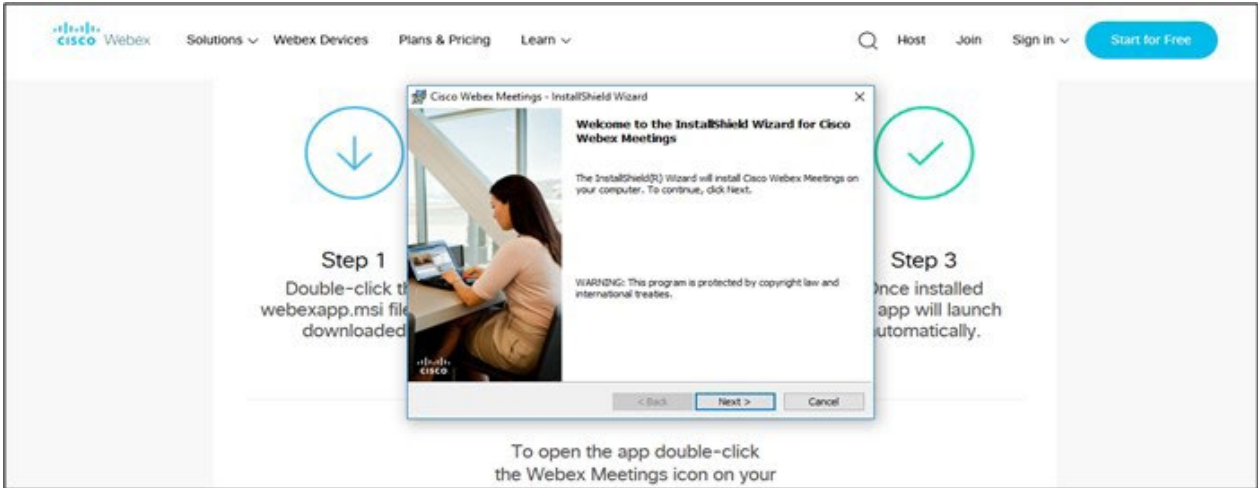 CISCO Webex
Solutions Webex Devices Plans & Pricing Learn Host Join Sign in Start for Free
Cisco Webex Meetings - InstallShield Wizard
Welcome to the InstallShield Wizard for Cisco
Webex Meetings
The InstallShield(R) Wizard will install Cisco Webex Meetings on
your computer. To continue, click Next.
WARNING: This program is protected by copyright law and
international treaties.
CISCO
< Back Next > Cancel
Step 1
Double-click
webexapp.msi
downloaded
Step 3
installed
app will launch
To open the app double-click
the Webex Meetings icon on your